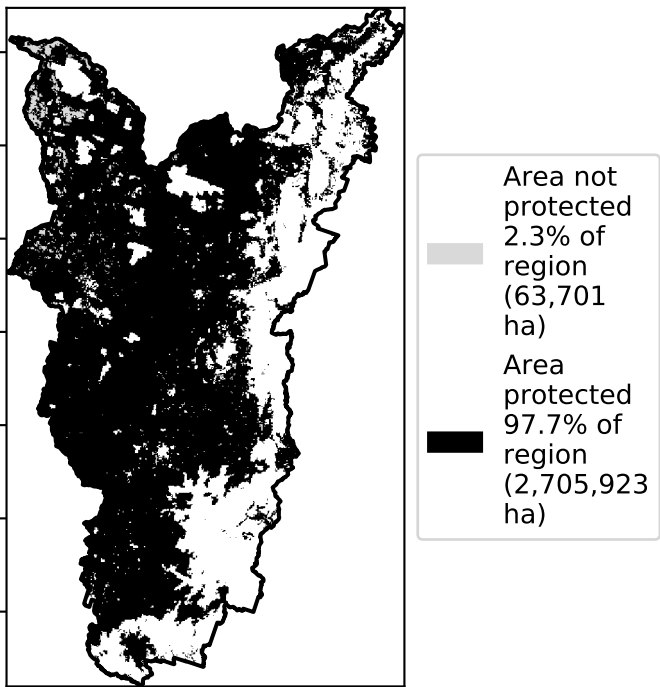 Area not
protected
2.3% of
region
(63,701
ha)
Area
protected
97.7% of
region
(2,705,923
ha)